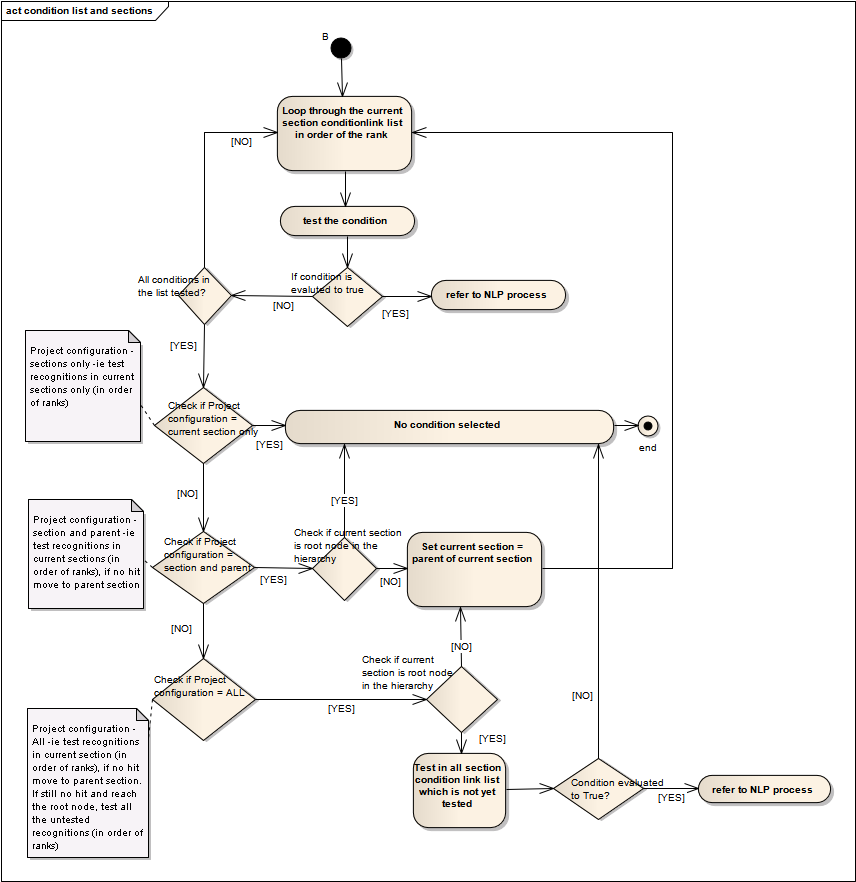 act condition list and sections
B
Loop through the current
section conditionlink list
in order of the rank
[NO]
test the condition
All conditions in
the list tested?
If condition is
evaluted to true
[NO]
[YES]
refer to NLP process
[YES]
Project configuration -
sections only -ie test
recognitions in current
sections only (in order
of ranks)
Check if Project
configuration =
current section only
[YES]
No condition selected
end
[NO]
[YES]
Project configuration -
section and parent -ie
test recognitions in
current sections (in
order of ranks), if no hit
move to parent section
Check if Project
configuration =
section and parent
[YES]
Check if current section
is root node in the
hierarchy
[NO]
Set current section =
parent of current section
[NO]
[NO]
Check if Project
configuration = ALL
[YES]
Check if current
section is root node
in the hierarchy
[NO]
[YES]
Project configuration -
All -ie test recognitions
in current section (in
order of ranks), if no hit
move to parent section.
If still no hit and reach
the root node, test all
the untested
recognitions (in order of
ranks)
Test in all section
condition link list
which is not yet
tested
Condition evaluated
to True?
[YES]
refer to NLP process